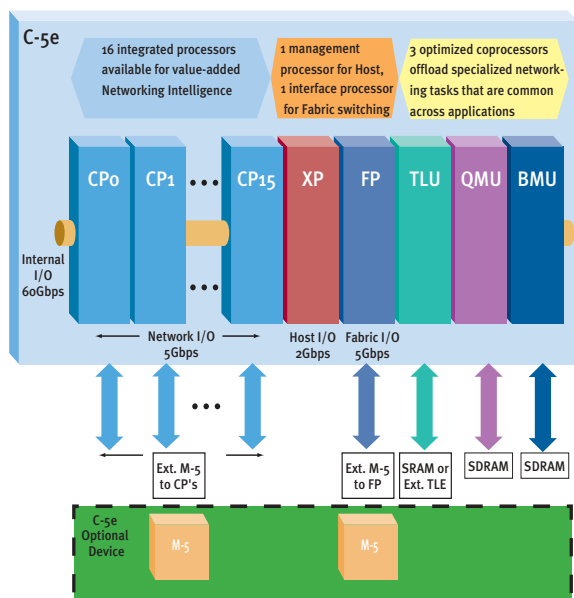 C-5e
16 integrated processors
available for value-added
Networking Intelligence
1 management
processor for Host,
1 interface processor
for Fabric switching
3 optimized coprocessors
offload specialized network-
ing tasks that are common
across applications
CP0
CP1
•••
CP15
XP
FP
TLU
QMU
BMU
Internal
I/O
60Gbps
•••
Network I/O
5Gbps
Host I/O
2Gbps
Fabric I/O
5Gbps
•••
Ext. M-5
to CP's
Ext. M-5
to FP
SRAM or
Ext. TLE
SDRAM
SDRAM
C-5e
Optional
Device
M-5
M-5